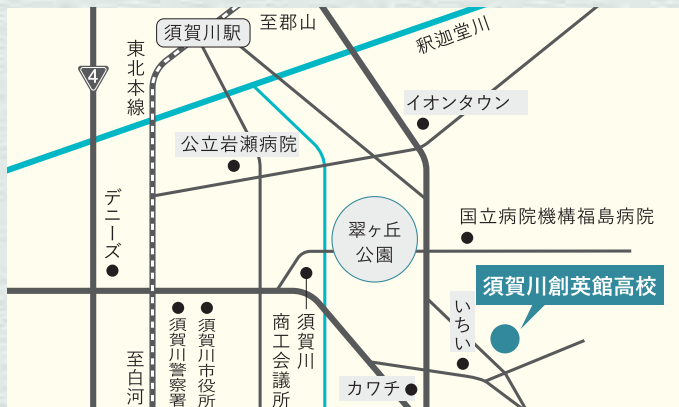 須賀川駅
至郡山
釈迦堂川
東北本線
4
イオンタウン
公立岩瀬病院
デニーズ
翠ヶ丘
公園
国立病院機構福島病院
須賀川創英館高校
いちい
須賀川
商工会議所
須賀川市役所
須賀川警察署
至白河
カワチ